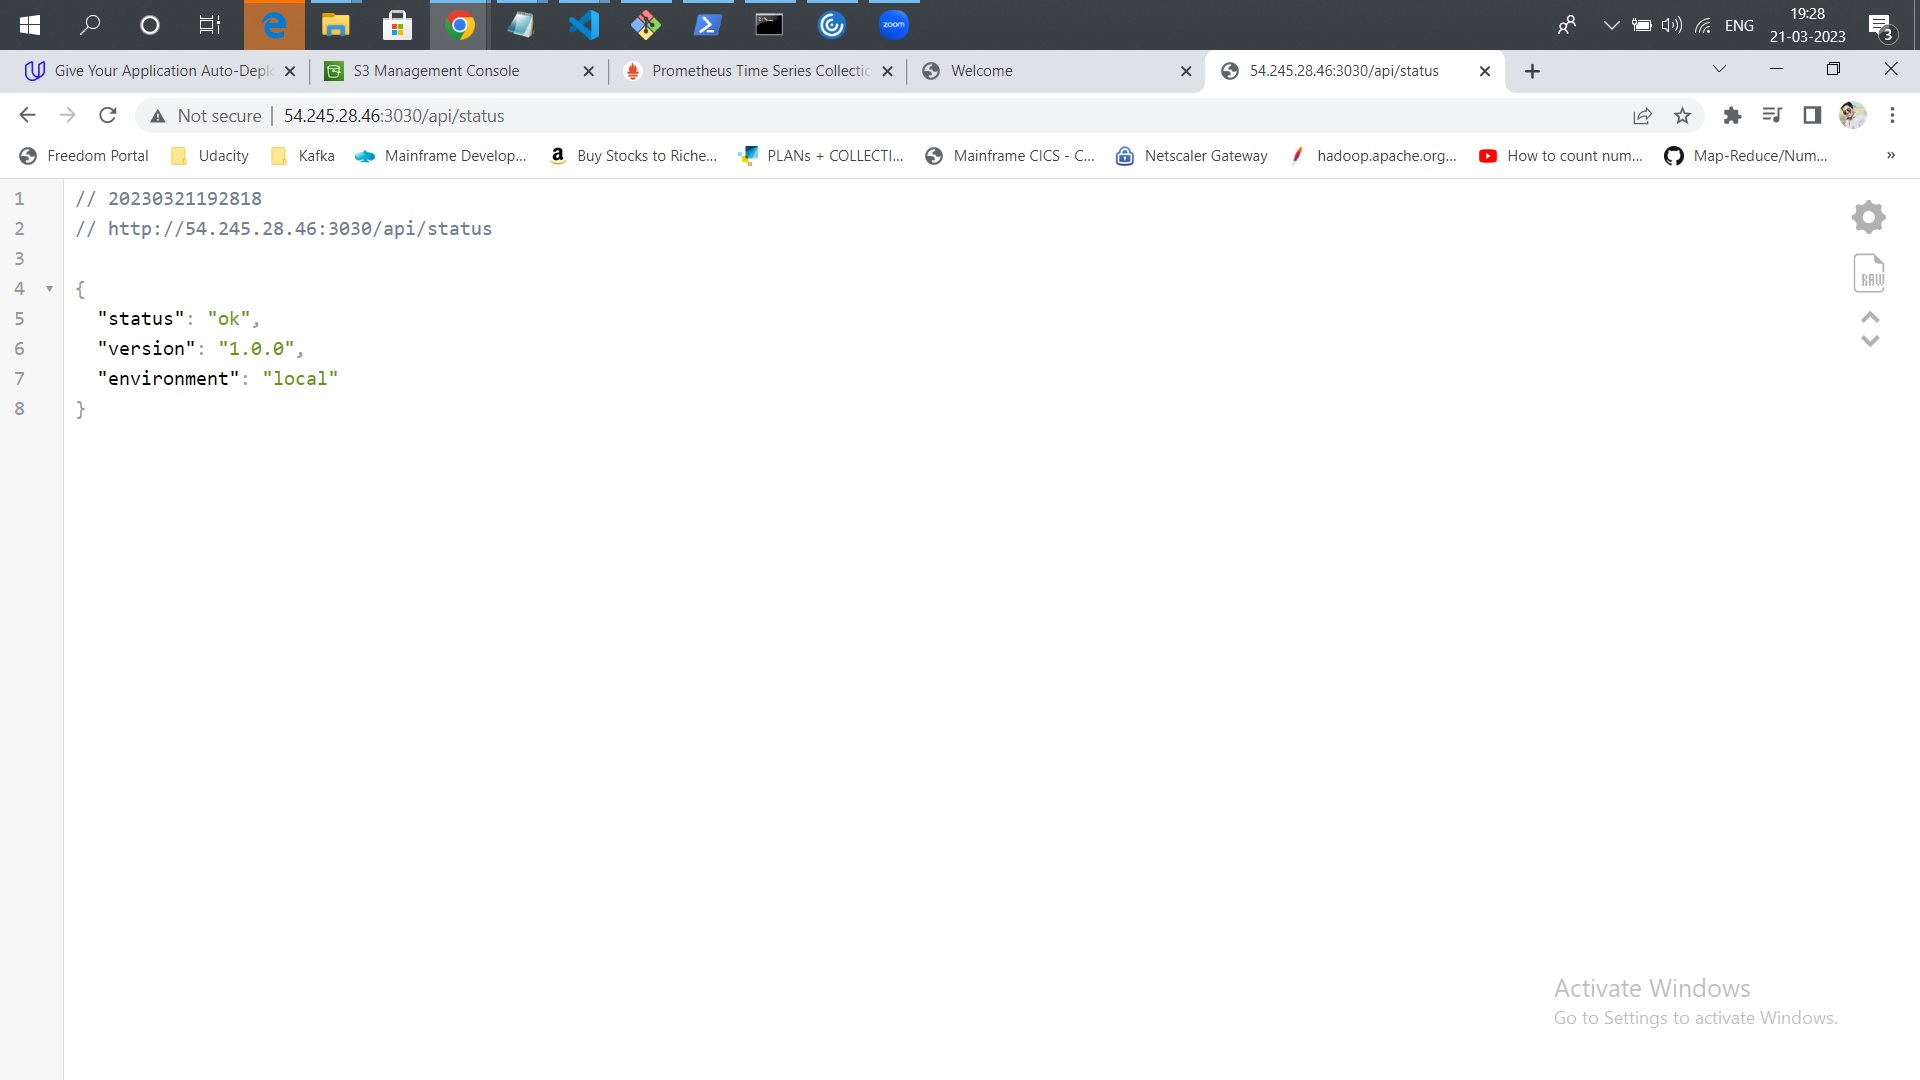 zoom
ENG
19:28
21-03-2023
3
Give Your Application Auto-Depl
S3 Management Console
Prometheus Time Series Collectio
Welcome
54.245.28.46:3030/api/status
Not secure | 54.245.28.46:3030/api/status
Freedom Portal
Udacity
Kafka
Mainframe Develop...
Buy Stocks to Riche...
PLANs + COLLECTI...
Mainframe CICS - C...
Netscaler Gateway
hadoop.apache.org...
How to count num...
Map-Reduce/Num...
»
1 // 20230321192818
2 // http://54.245.28.46:3030/api/status
3
4 {
5 "status": "ok",
6 "version": "1.0.0",
7 "environment": "local"
8 }
RAW
Activate Windows
Go to Settings to activate Windows.